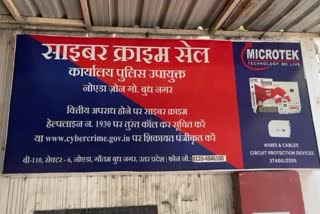 साइबर क्राइम सेल
कार्यालय पुलिस उपायुक्त
नोएडा ज़ोन गौ. बुध नगर
वित्तीय अपराध होने पर साइबर क्राइम
हेल्पलाइन न. 1930 पर तुरंत कॉल कर सूचित करें
या www.cybercrime.gov.in पर शिकायत पंजीकृत करें
बी-110, सेक्टर - 6, नोएडा, गौतम बुध नगर, उत्तर प्रदेश | फोन नं.: 0120-4846100
MICROTEK
TECHNOLOGY WE LIVE
WIRES & CABLES
CIRCUIT PROTECTION DEVICES
STABILIZERS